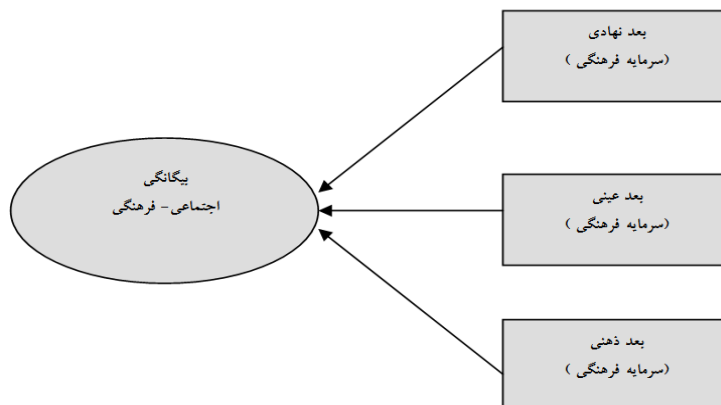 بعد نهادی
(سرمایه فرهنگی )
بیگانگی
اجتماعی- فرهنگی
بعد عینی
(سرمایه فرهنگی )
بعد ذهنی
(سرمایه فرهنگی )